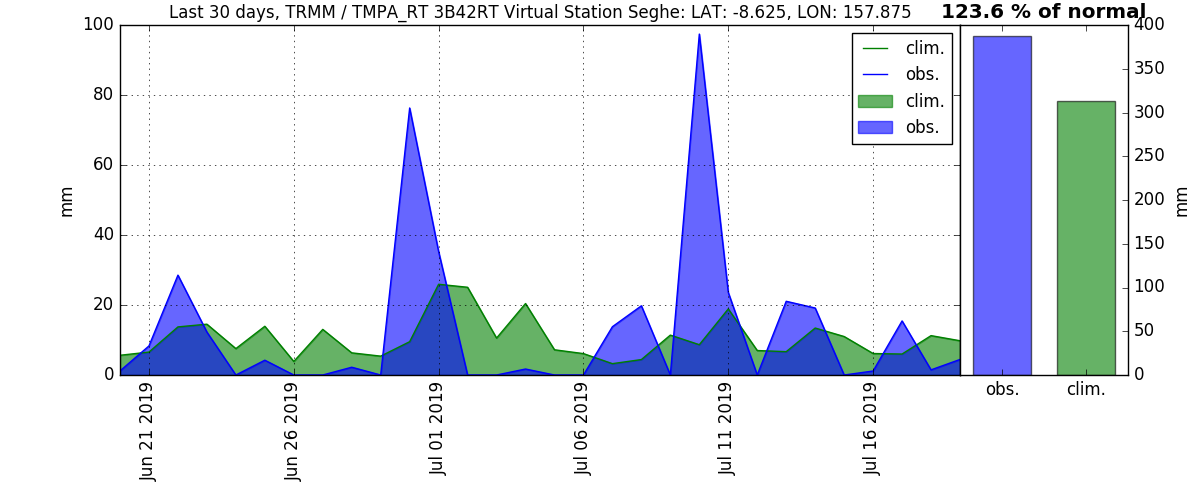 Last 30 days, TRMM / TMPA_RT 3B42RT Virtual Station Seghe: LAT: -8.625, LON: 157.875
123.6 % of normal
100
80
60
40
20
0
mm
clim.
obs.
clim.
obs.
400
350
300
250
200
150
100
50
0
mm
obs.
clim.
Jun 21 2019
Jun 26 2019
Jul 01 2019
Jul 06 2019
Jul 11 2019
Jul 16 2019